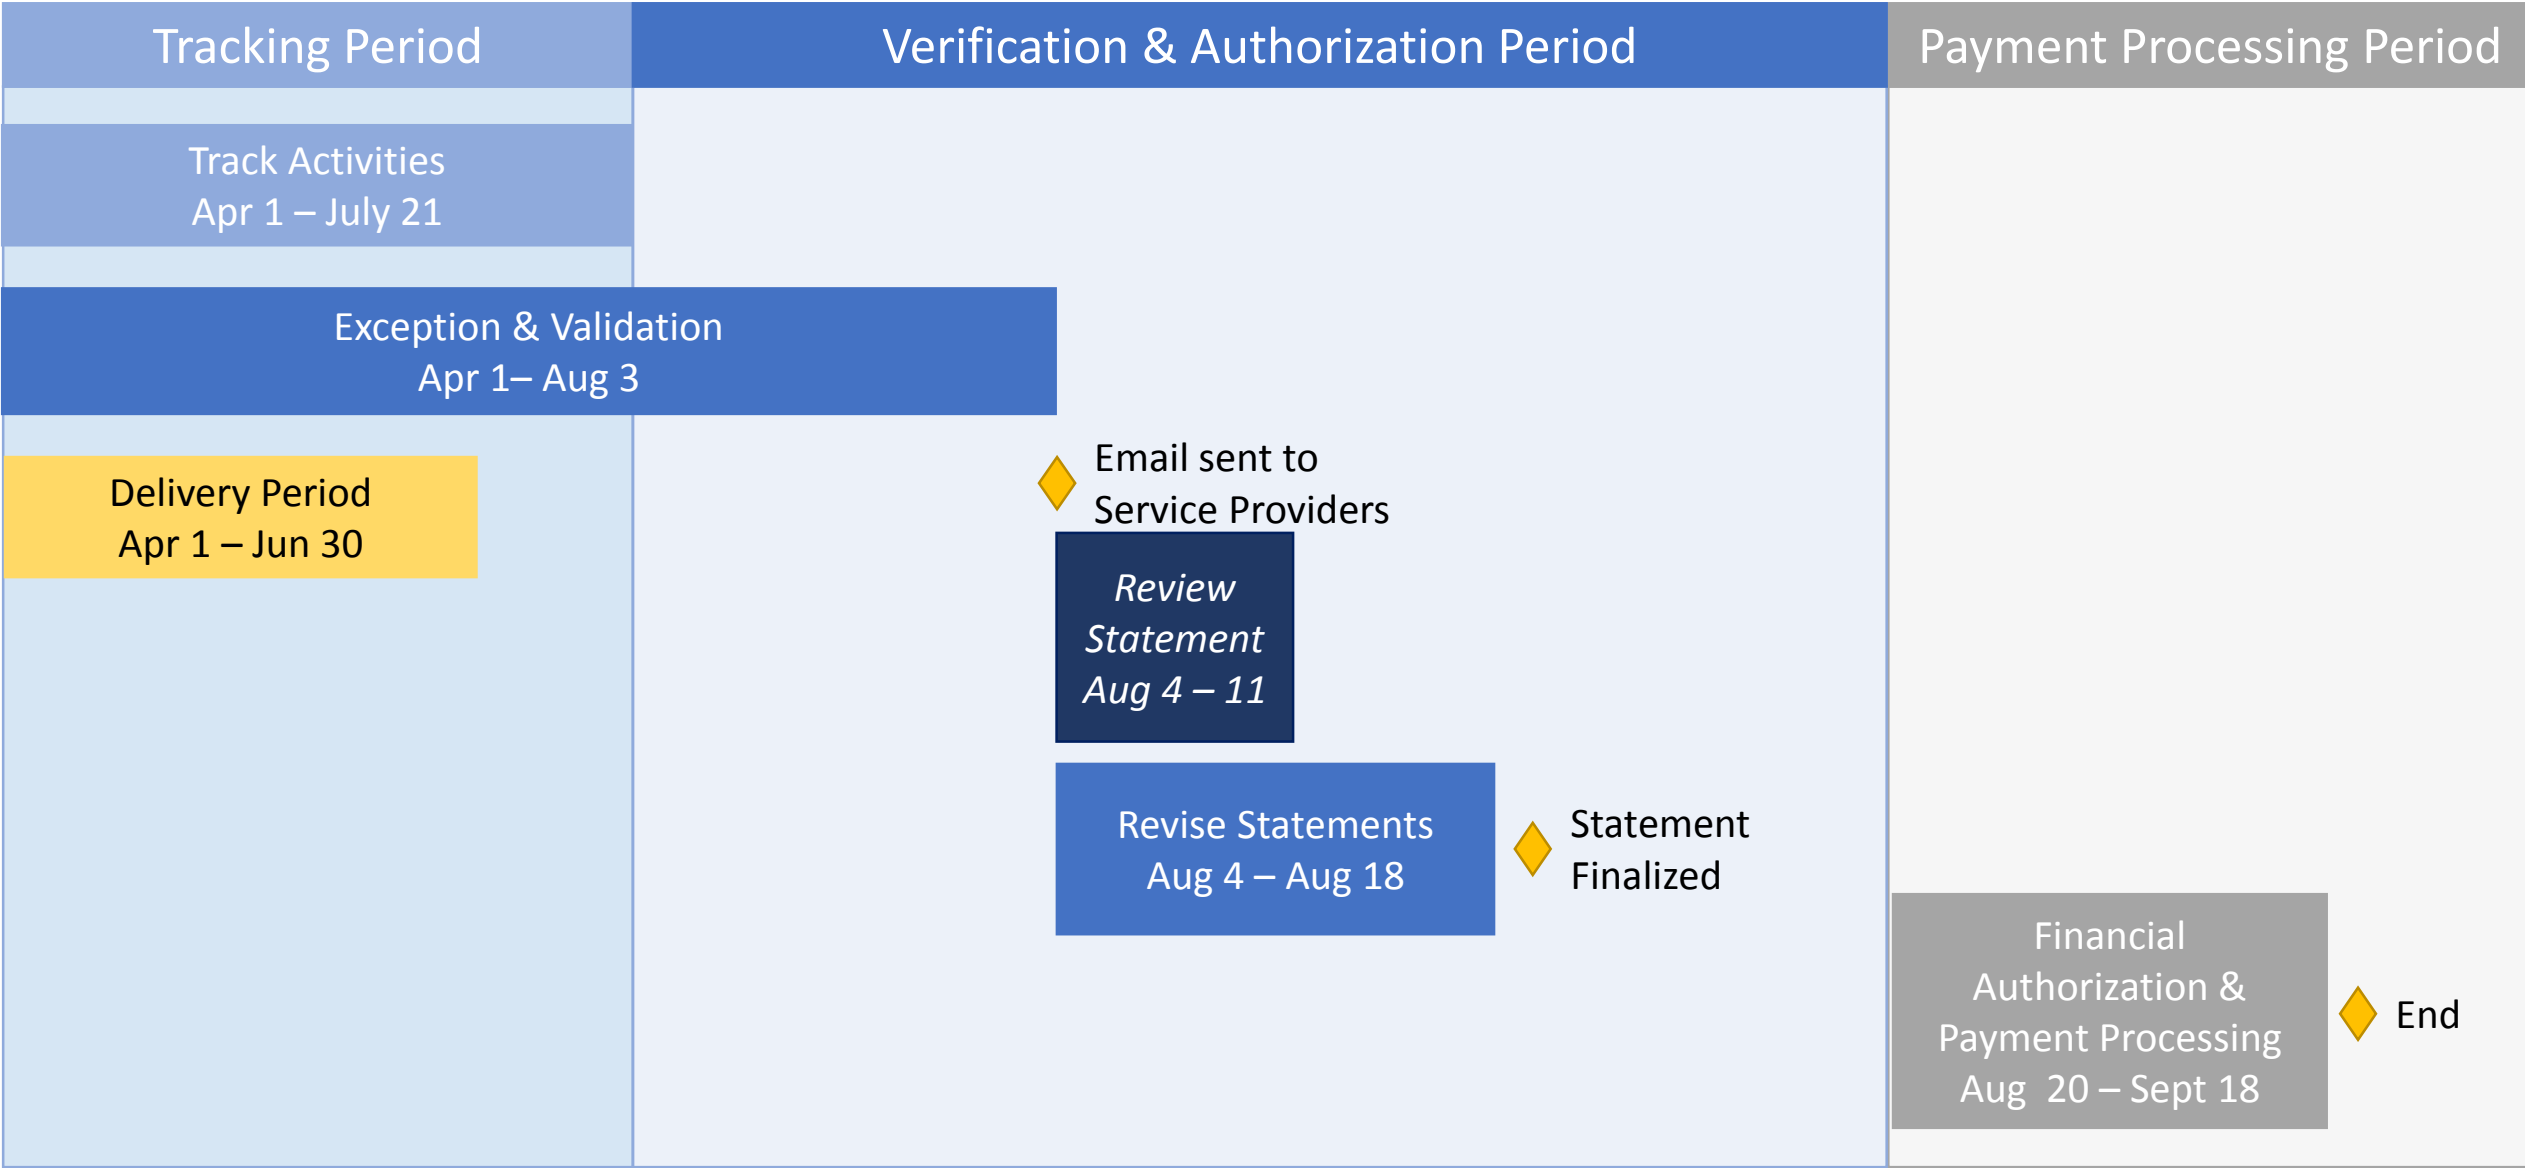 Tracking Period
Verification & Authorization Period
Payment Processing Period
Track Activities
Apr 1 – July 21
Exception & Validation
Apr 1– Aug 3
Delivery Period
Apr 1 – Jun 30
Email sent to
Service Providers
Review
Statement
Aug 4 – 11
Revise Statements
Aug 4 – Aug 18
Statement
Finalized
Financial
Authorization &
Payment Processing
Aug  20 – Sept 18
End